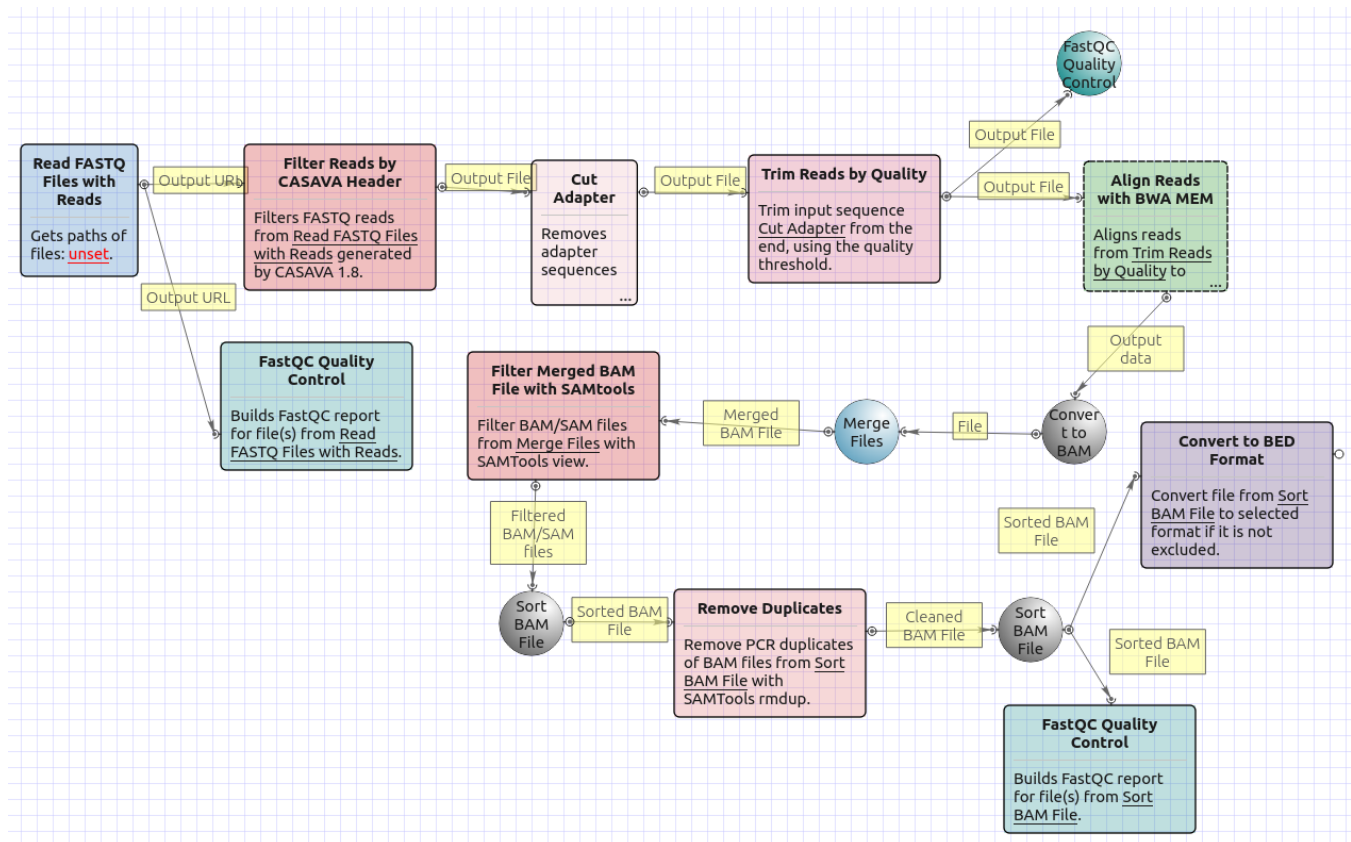 FastQC
Quality
Control
Output File
Read FASTQ
Files with
Reads
Gets paths of
files: unset.
Output URL
Filter Reads by
CASAVA Header
Filters FASTQ reads
from Read FASTQ Files
with Reads generated
by CASAVA 1.8.
Output File
Cut
Adapter
Removes
adapter
sequences
...
Output File
Trim Reads by Quality
Trim input sequence
Cut Adapter from the
end, using the quality
threshold.
Output File
Align Reads
with BWA MEM
Aligns reads
from Trim Reads
by Quality to
...
Output URL
FastQC Quality
Control
Builds FastQC report
for file(s) from Read
FASTQ Files with Reads.
Output
data
Conver
t to
BAM
File
Merge
Files
Merged
BAM File
Filter Merged BAM
File with SAMtools
Filter BAM/SAM files
from Merge Files with
SAMTools view.
Filtered
BAM/SAM
files
Sort
BAM
File
Sorted BAM
File
Remove Duplicates
Remove PCR duplicates
of BAM files from Sort
BAM File with
SAMTools rmdup.
Cleaned
BAM File
Sort
BAM
File
Sorted BAM
File
Convert to BED
Format
Convert file from Sort
BAM File to selected
format if it is not
excluded.
Sorted BAM
File
FastQC Quality
Control
Builds FastQC report
for file(s) from Sort
BAM File.